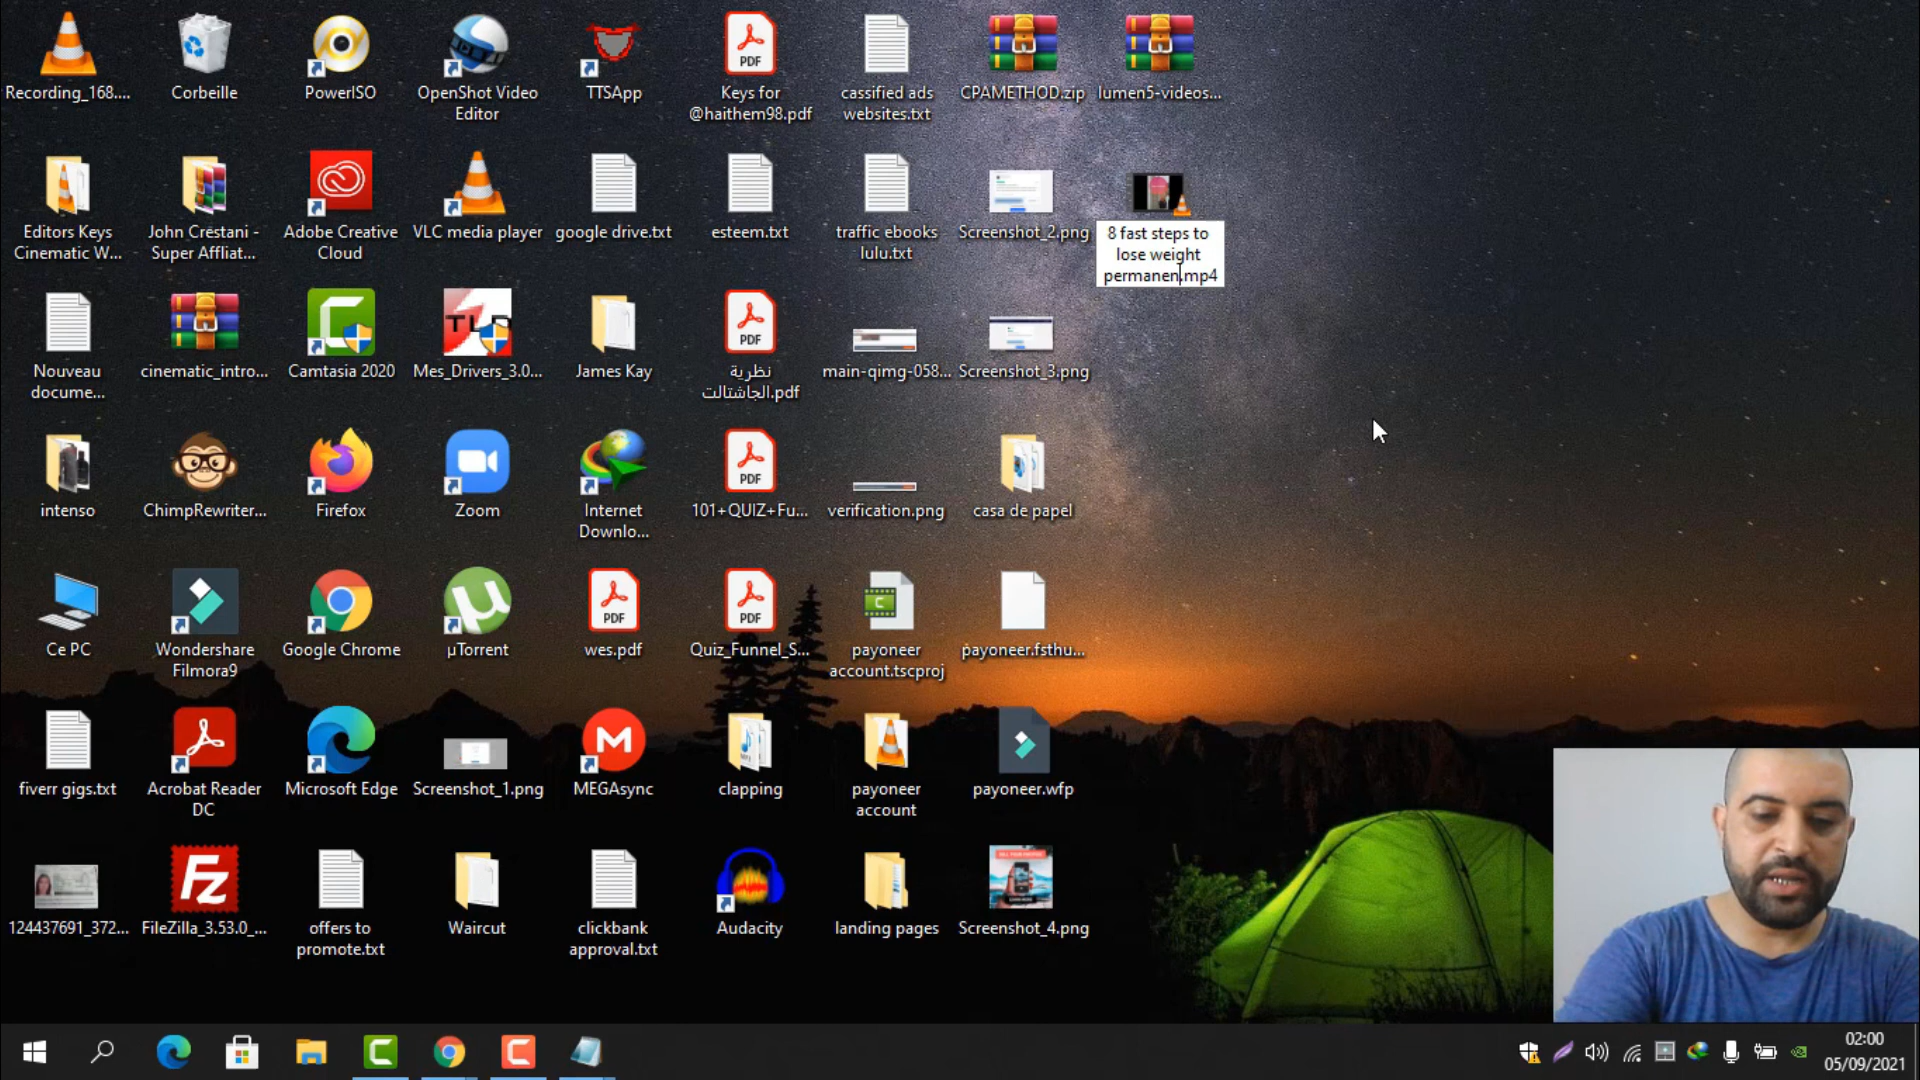 Recording_168....
Corbeille
PowerISO
OpenShot Video
Editor
TTSApp
PDF
Keys for
@haithem98.pdf
cassified ads
websites.txt
CPAMETHOD.zip
lumen5-videos...
Editors Keys
Cinematic W...
John Crestani -
Super Affliat...
Adobe Creative
Cloud
VLC media player
google drive.txt
esteem.txt
traffic ebooks
lulu.txt
Screenshot_2.png
8 fast steps to
lose weight
permanen.mp4
Nouveau
docume...
cinematic_intro...
Camtasia 2020
Mes_Drivers_3.0...
James Kay
PDF
نظرية
الجاشتالت.pdf
main-qimg-058...
Screenshot_3.png
intenso
ChimpRewriter...
Firefox
Zoom
Internet
Downlo...
PDF
101+QUIZ+Fu...
verification.png
casa de papel
Ce PC
Wondershare
Filmora9
Google Chrome
µTorrent
PDF
wes.pdf
PDF
Quiz_Funnel_S...
payoneer
account.tscproj
payoneer.fsthu...
fiverr gigs.txt
Acrobat Reader
DC
Microsoft Edge
Screenshot_1.png
MEGAsync
clapping
payoneer
account
payoneer.wfp
124437691_372...
FileZilla_3.53.0_...
offers to
promote.txt
Waircut
clickbank
approval.txt
Audacity
landing pages
Screenshot_4.png
02:00
05/09/2021